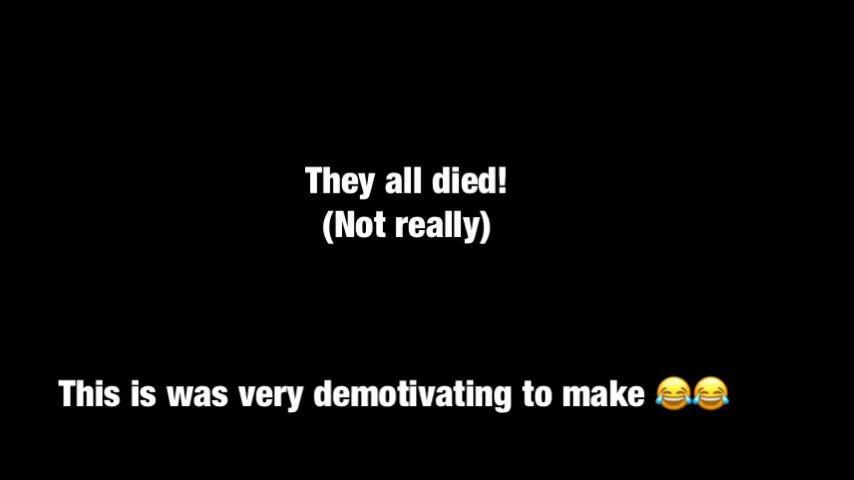 They all died!
(Not really)
This is was very demotivating to make 😂😂